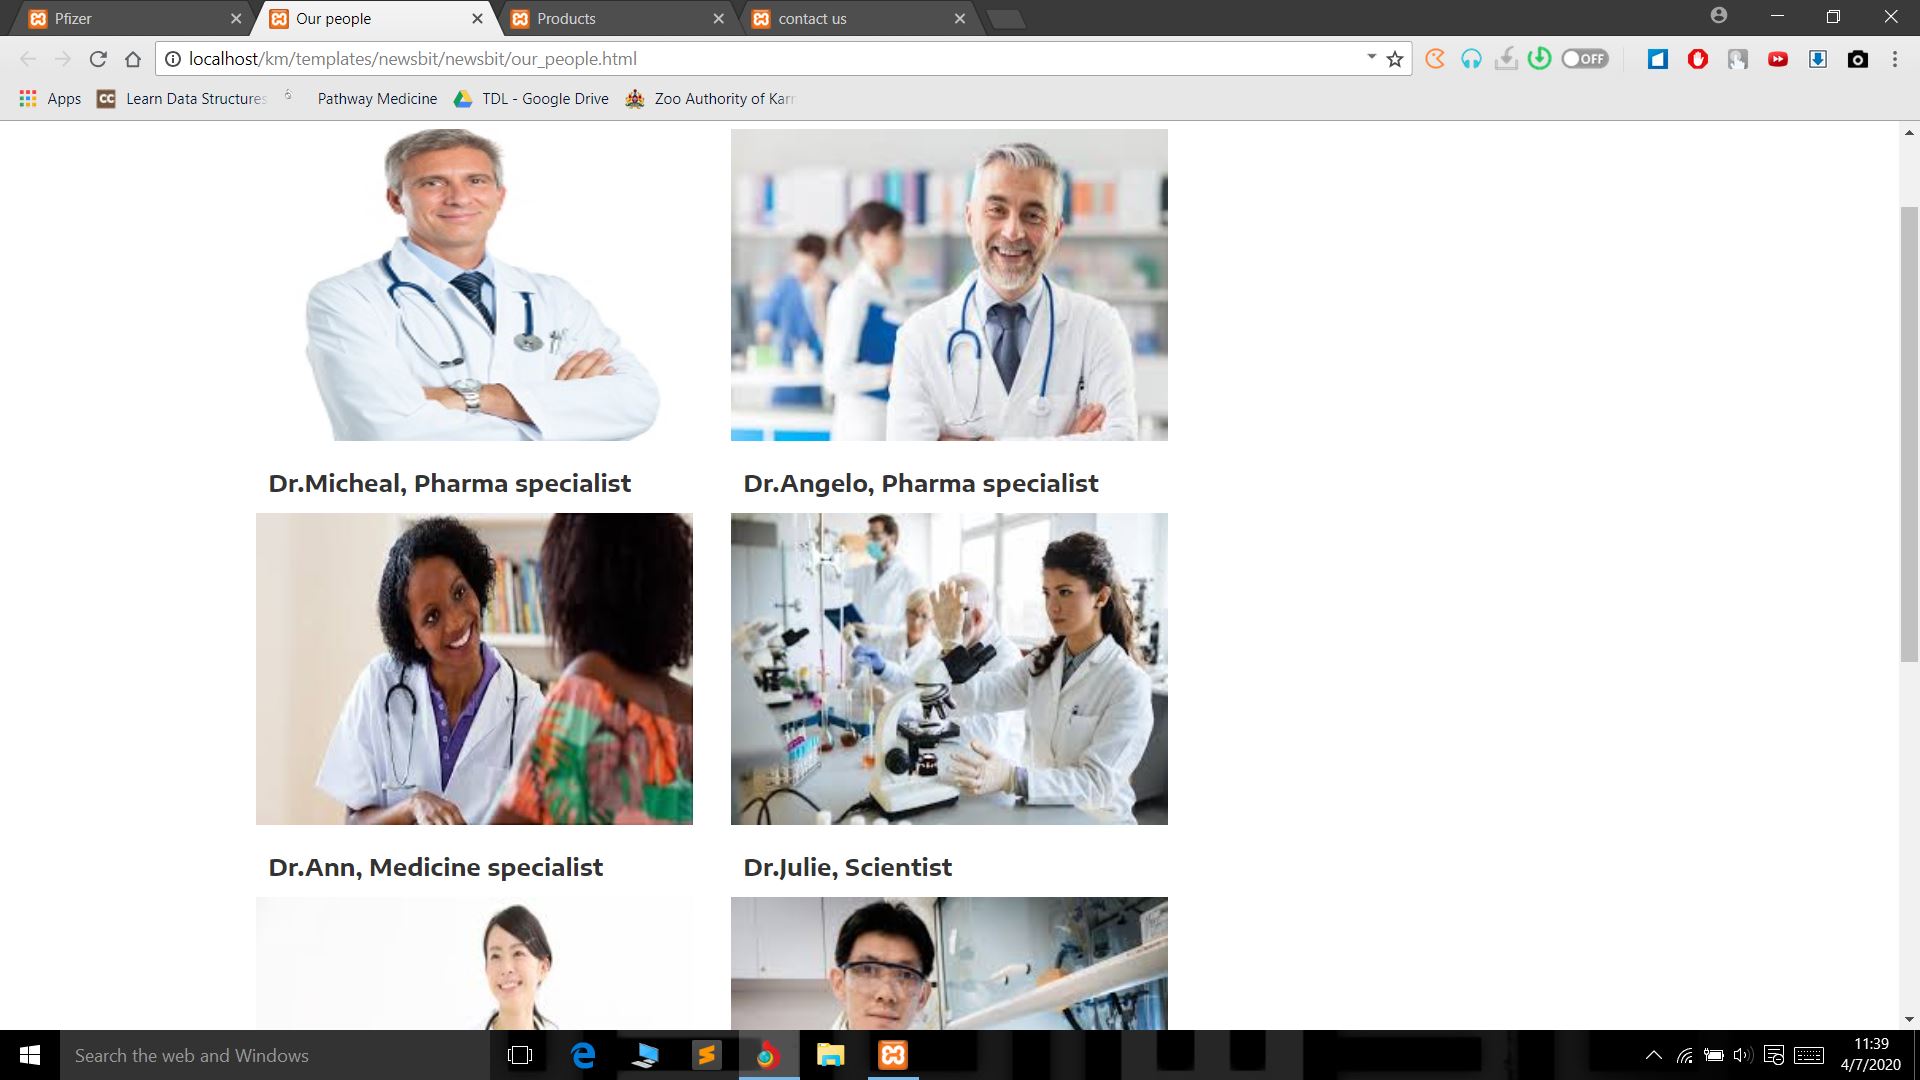 Pfizer
Our people
Products
contact us
localhost/km/templates/newsbit/newsbit/our_people.html
OFF
Apps
CC
Learn Data Structures
Pathway Medicine
TDL - Google Drive
Zoo Authority of Karn
Dr.Micheal, Pharma specialist
Dr.Angelo, Pharma specialist
Dr.Ann, Medicine specialist
Dr.Julie, Scientist
Search the web and Windows
11:39
4/7/2020